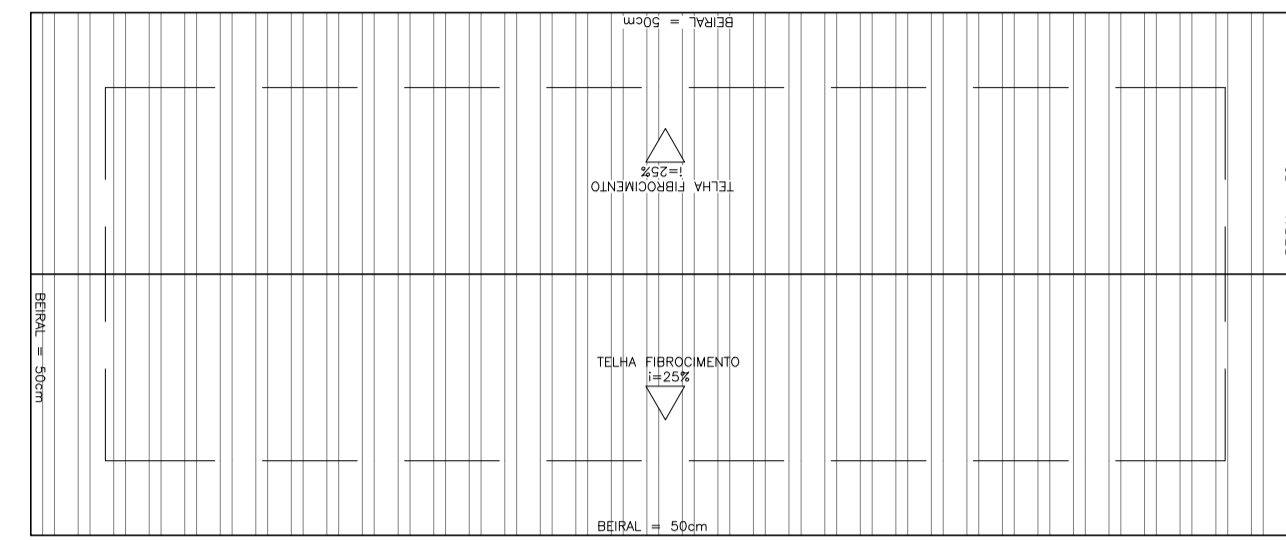 BEIRAL = 50cm
i=25%
TELHA FIBROCIMENTO
BEIRAL = 50cm
TELHA FIBROCIMENTO
i=25%
BEIRAL = 50cm